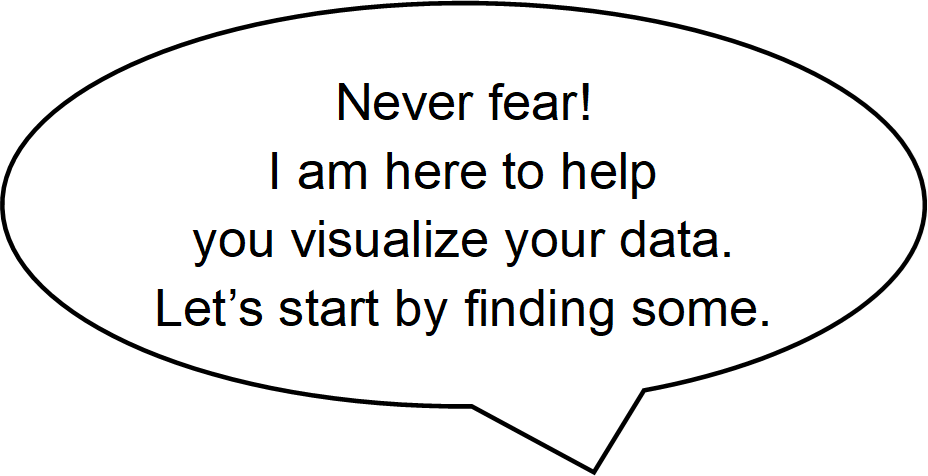 Never fear!
I am here to help
you visualize your data.
Let’s start by finding some.